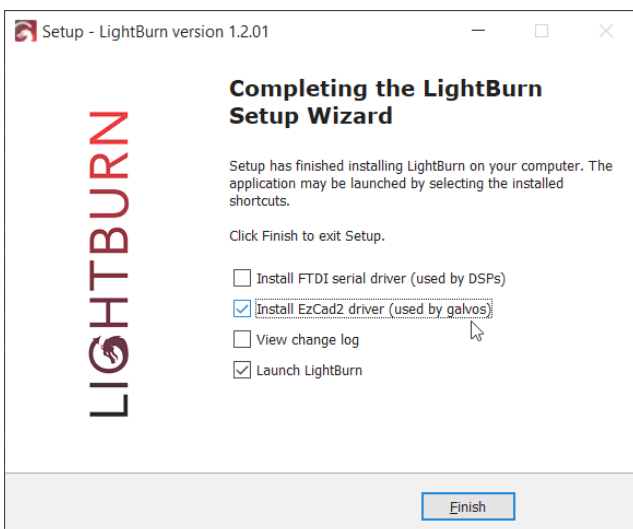 Setup - LightBurn version 1.2.01
LIGHTBURN
Completing the LightBurn
Setup Wizard
Setup has finished installing LightBurn on your computer. The
application may be launched by selecting the installed
shortcuts.
Click Finish to exit Setup.
Install FTDI serial driver (used by DSPs)
Install EzCad2 driver (used by galvos)
View change log
Launch LightBurn
Finish